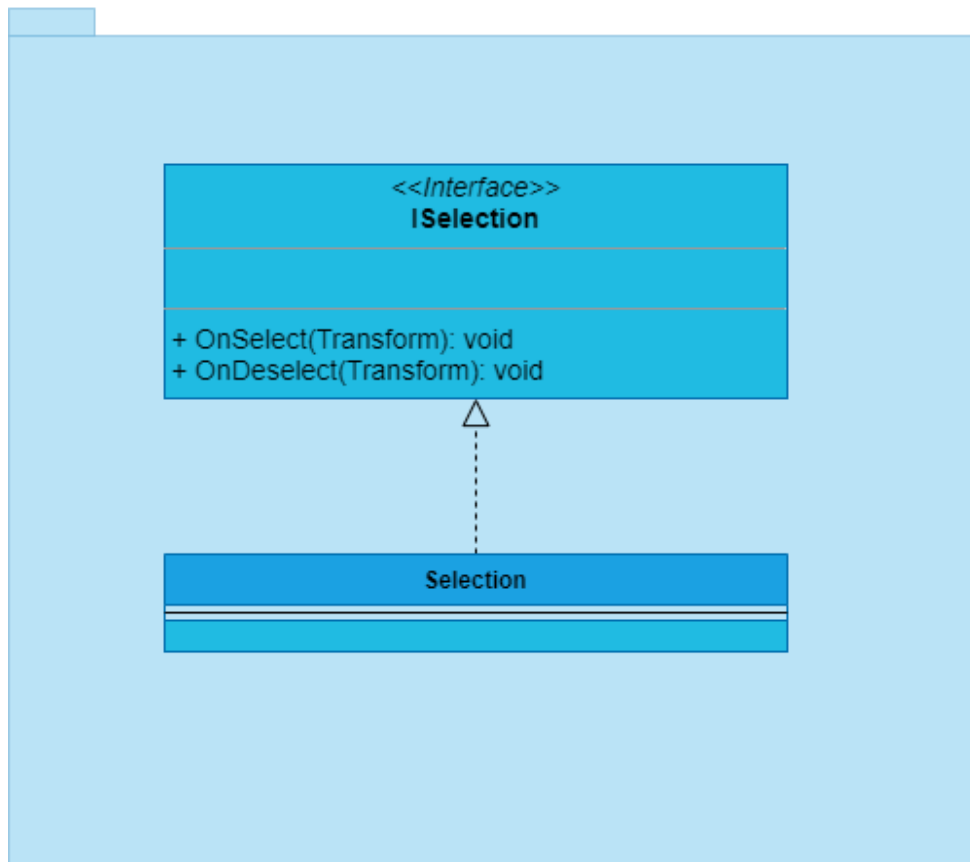 <<Interface>>
ISelection
+ OnSelect(Transform): void
+ OnDeselect(Transform): void
Selection